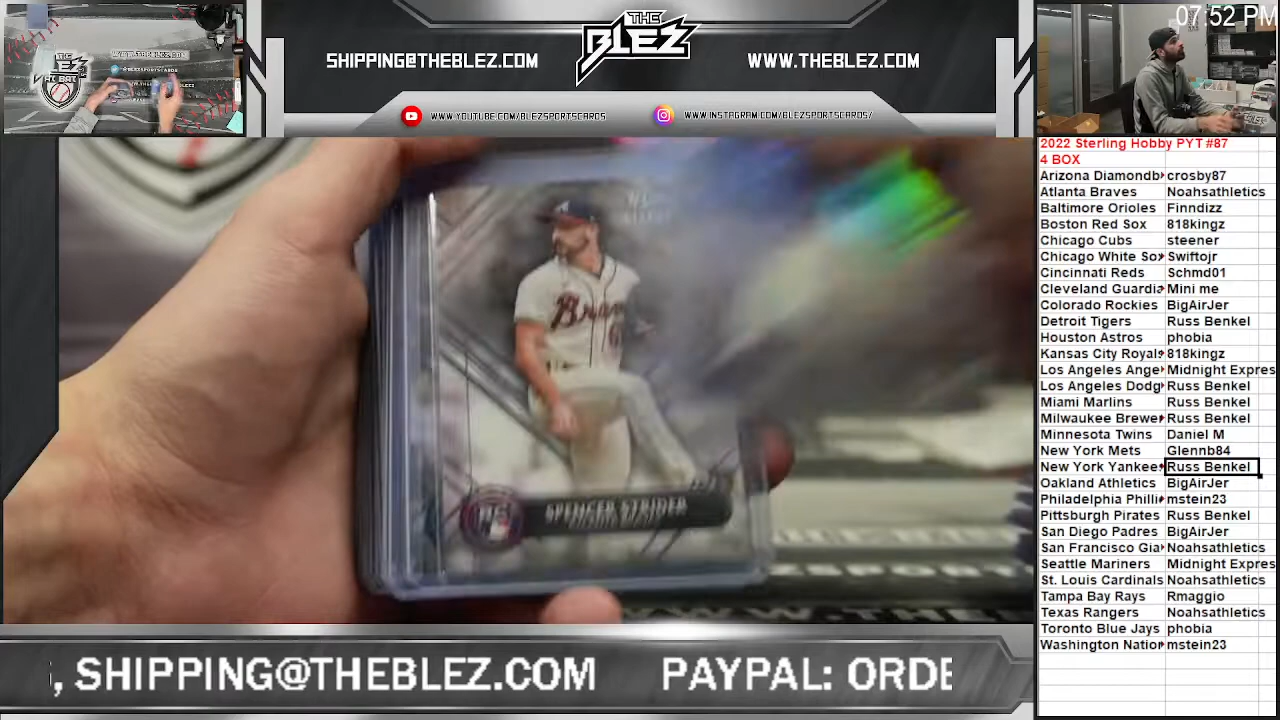 07:52 PM
SHIPPING@THEBLEZ.COM
THE
BLEZ
WWW.THEBLEZ.COM
WWW.YOUTUBE.COM/BLEZSPORTSCARDS
WWW.INSTAGRAM.COM/BLEZSPORTSCARDS/
2022 Sterling Hobby PYT #87
4 BOX
Arizona Diamondb crosby87
Atlanta Braves Noahsathletics
Baltimore Orioles Finndizz
Boston Red Sox 818kingz
Chicago Cubs steener
Chicago White Sox Swiftojr
Cincinnati Reds Schmd01
Cleveland Guardia Mini me
Colorado Rockies BigAirJer
Detroit Tigers Russ Benkel
Houston Astros phobia
Kansas City Royals 818kingz
Los Angeles Ange Midnight Expres
Los Angeles Dodg Russ Benkel
Miami Marlins Russ Benkel
Milwaukee Brewe Russ Benkel
Minnesota Twins Daniel M
New York Mets Glennb84
New York Yankee Russ Benkel
Oakland Athletics BigAirJer
Philadelphia Philli mstein23
Pittsburgh Pirates Russ Benkel
San Diego Padres BigAirJer
San Francisco Gia Noahsathletics
Seattle Mariners Midnight Expres
St. Louis Cardinals Noahsathletics
Tampa Bay Rays Rmaggio
Texas Rangers Noahsathletics
Toronto Blue Jays phobia
Washington Nation mstein23
SPENCER STRIDER
, SHIPPING@THEBLEZ.COM PAYPAL: ORDE